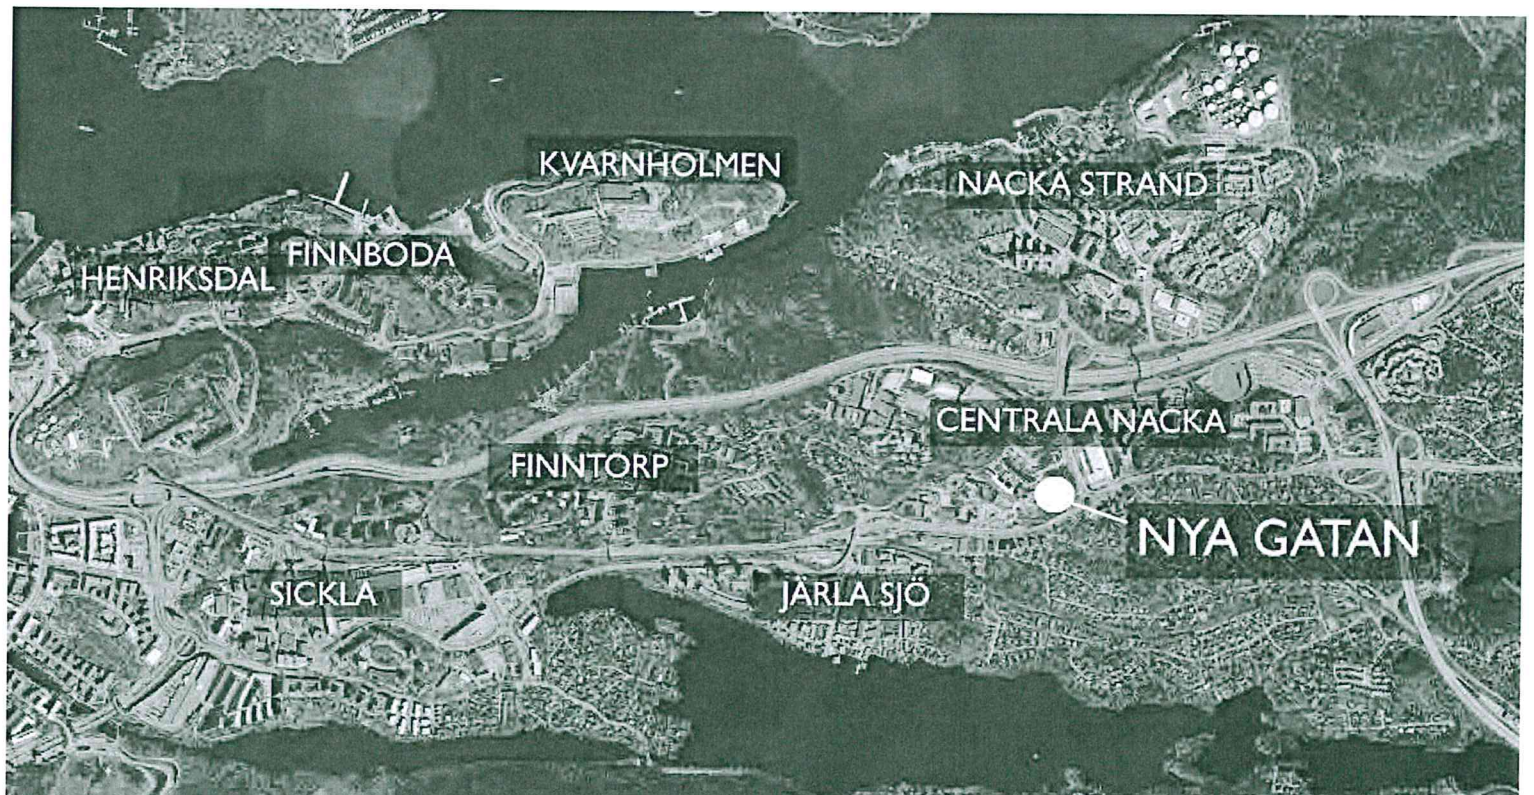 KVARNHOLMEN
NACKA STRAND
FINNBODA
HENRIKSDAL
CENTRALA NACKA
FINNTORP
NYA GATAN
SICKLA
JÄRLA SJÖ